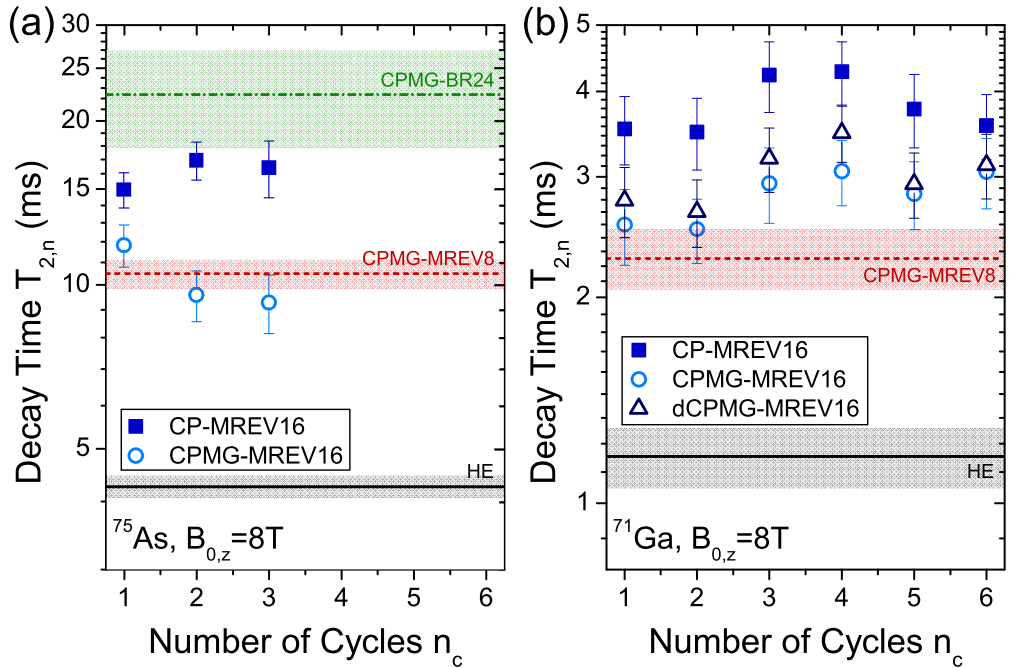 (a)
Decay Time T2,n (ms)
30
25
20
15
10
5
CPMG-BR24
CPMG-MREV8
CP-MREV16
CPMG-MREV16
HE
75As, B0,z=8T
1 2 3 4 5 6
Number of Cycles nc
(b)
Decay Time T2,n (ms)
5
4
3
2
1
CPMG-MREV8
CP-MREV16
CPMG-MREV16
dCPMG-MREV16
HE
71Ga, B0,z=8T
1 2 3 4 5 6
Number of Cycles nc